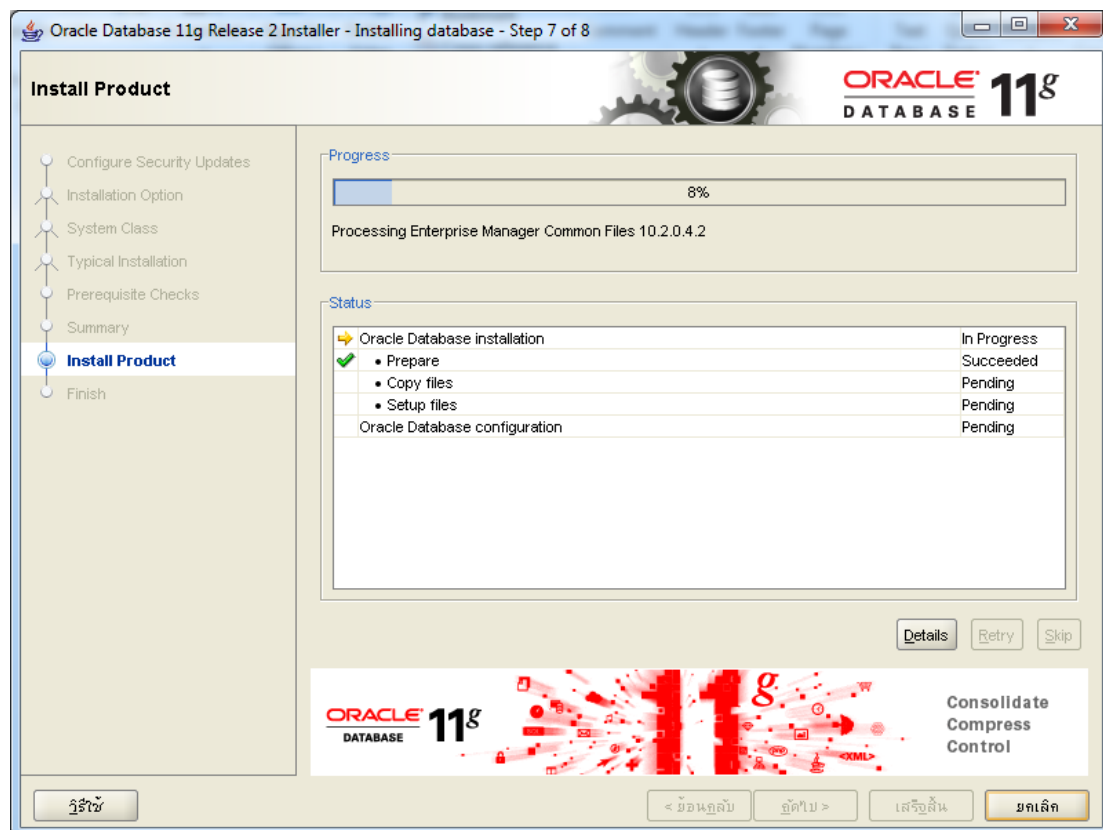 Oracle Database 11g Release 2 Installer - Installing database - Step 7 of 8
Install Product
ORACLE 11g
DATABASE
Configure Security Updates
Installation Option
System Class
Typical Installation
Prerequisite Checks
Summary
Install Product
Finish
Progress
8%
Processing Enterprise Manager Common Files 10.2.0.4.2
Status
Oracle Database installation In Progress
• Prepare Succeeded
• Copy files Pending
• Setup files Pending
Oracle Database configuration Pending
Details Retry Skip
ORACLE 11g
DATABASE
11g
<XML>
Consolidate
Compress
Control
วิธีใช้ < ย้อนกลับ ถัดไป > เสร็จสิ้น ยกเลิก